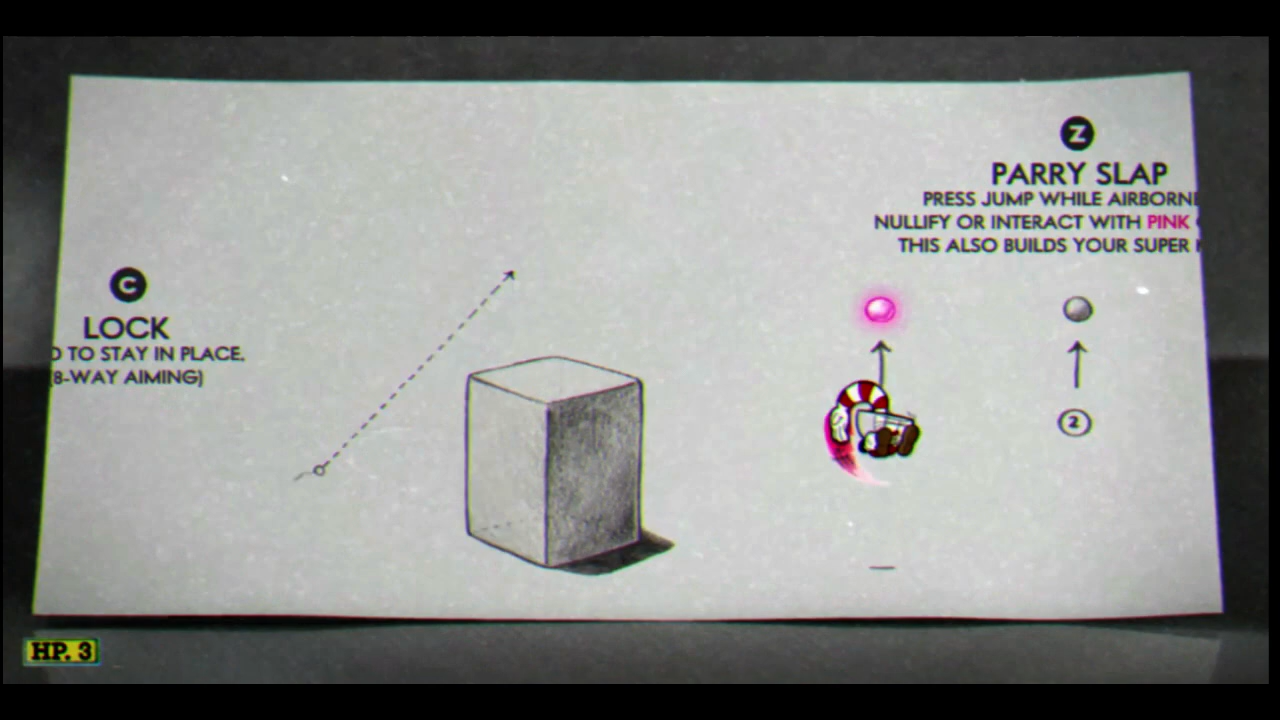 C
LOCK
TO STAY IN PLACE.
8-WAY AIMING)
Z
PARRY SLAP
PRESS JUMP WHILE AIRBORNE
NULLIFY OR INTERACT WITH PINK
THIS ALSO BUILDS YOUR SUPER
2
HP. 3